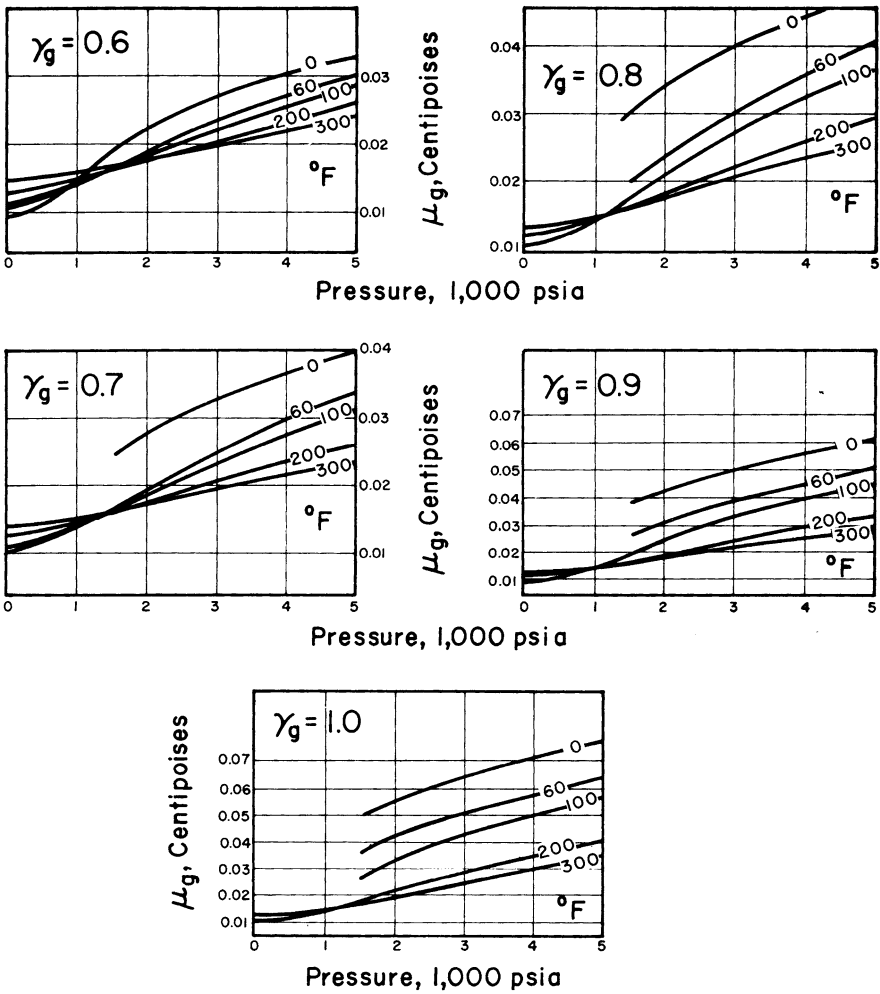 γg = 0.6
0
60
100
200
300
°F
0.03
0.02
0.01
0 1 2 3 4 5
μg, Centipoises
γg = 0.8
0
60
100
200
300
°F
0.04
0.03
0.02
0.01
0 1 2 3 4 5
Pressure, 1,000 psia
γg = 0.7
0
60
100
200
300
°F
0.04
0.03
0.02
0.01
0 1 2 3 4 5
μg, Centipoises
γg = 0.9
0
60
100
200
300
°F
0.07
0.06
0.05
0.04
0.03
0.02
0.01
0 1 2 3 4 5
Pressure, 1,000 psia
μg, Centipoises
γg = 1.0
0
60
100
200
300
°F
0.07
0.06
0.05
0.04
0.03
0.02
0.01
0 1 2 3 4 5
Pressure, 1,000 psia